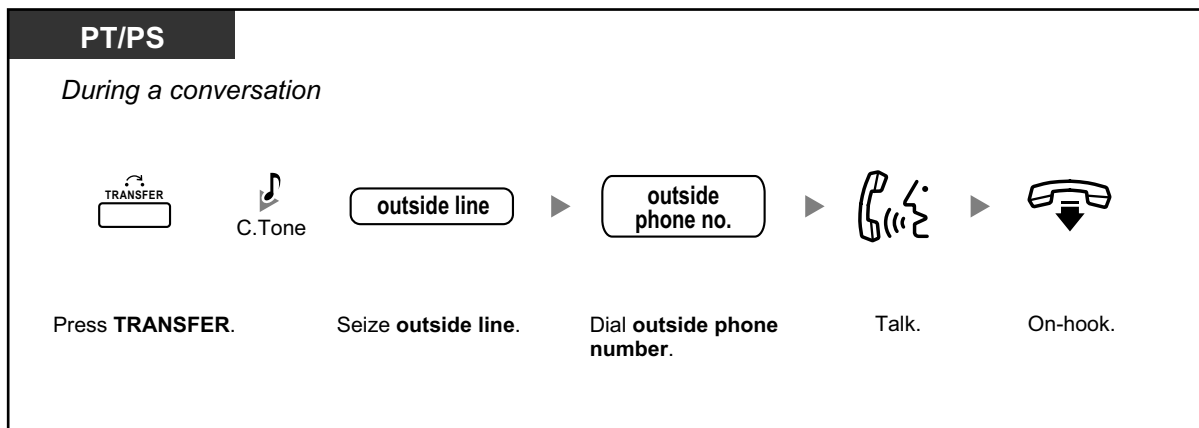 PT/PS
During a conversation
TRANSFER
C.Tone
outside line
outside
phone no.
Press TRANSFER.
Seize outside line.
Dial outside phone
number.
Talk.
On-hook.